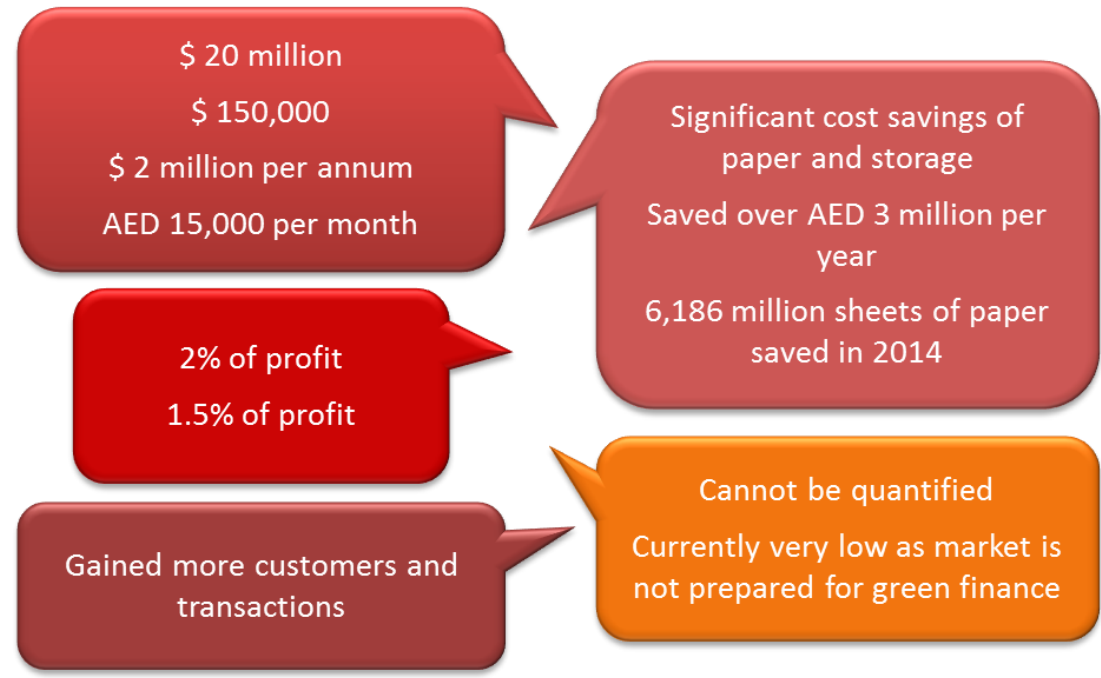 $ 20 million
$ 150,000
$ 2 million per annum
AED 15,000 per month
Significant cost savings of
paper and storage
Saved over AED 3 million per
year
6,186 million sheets of paper
saved in 2014
2% of profit
1.5% of profit
Cannot be quantified
Currently very low as market is
not prepared for green finance
Gained more customers and
transactions